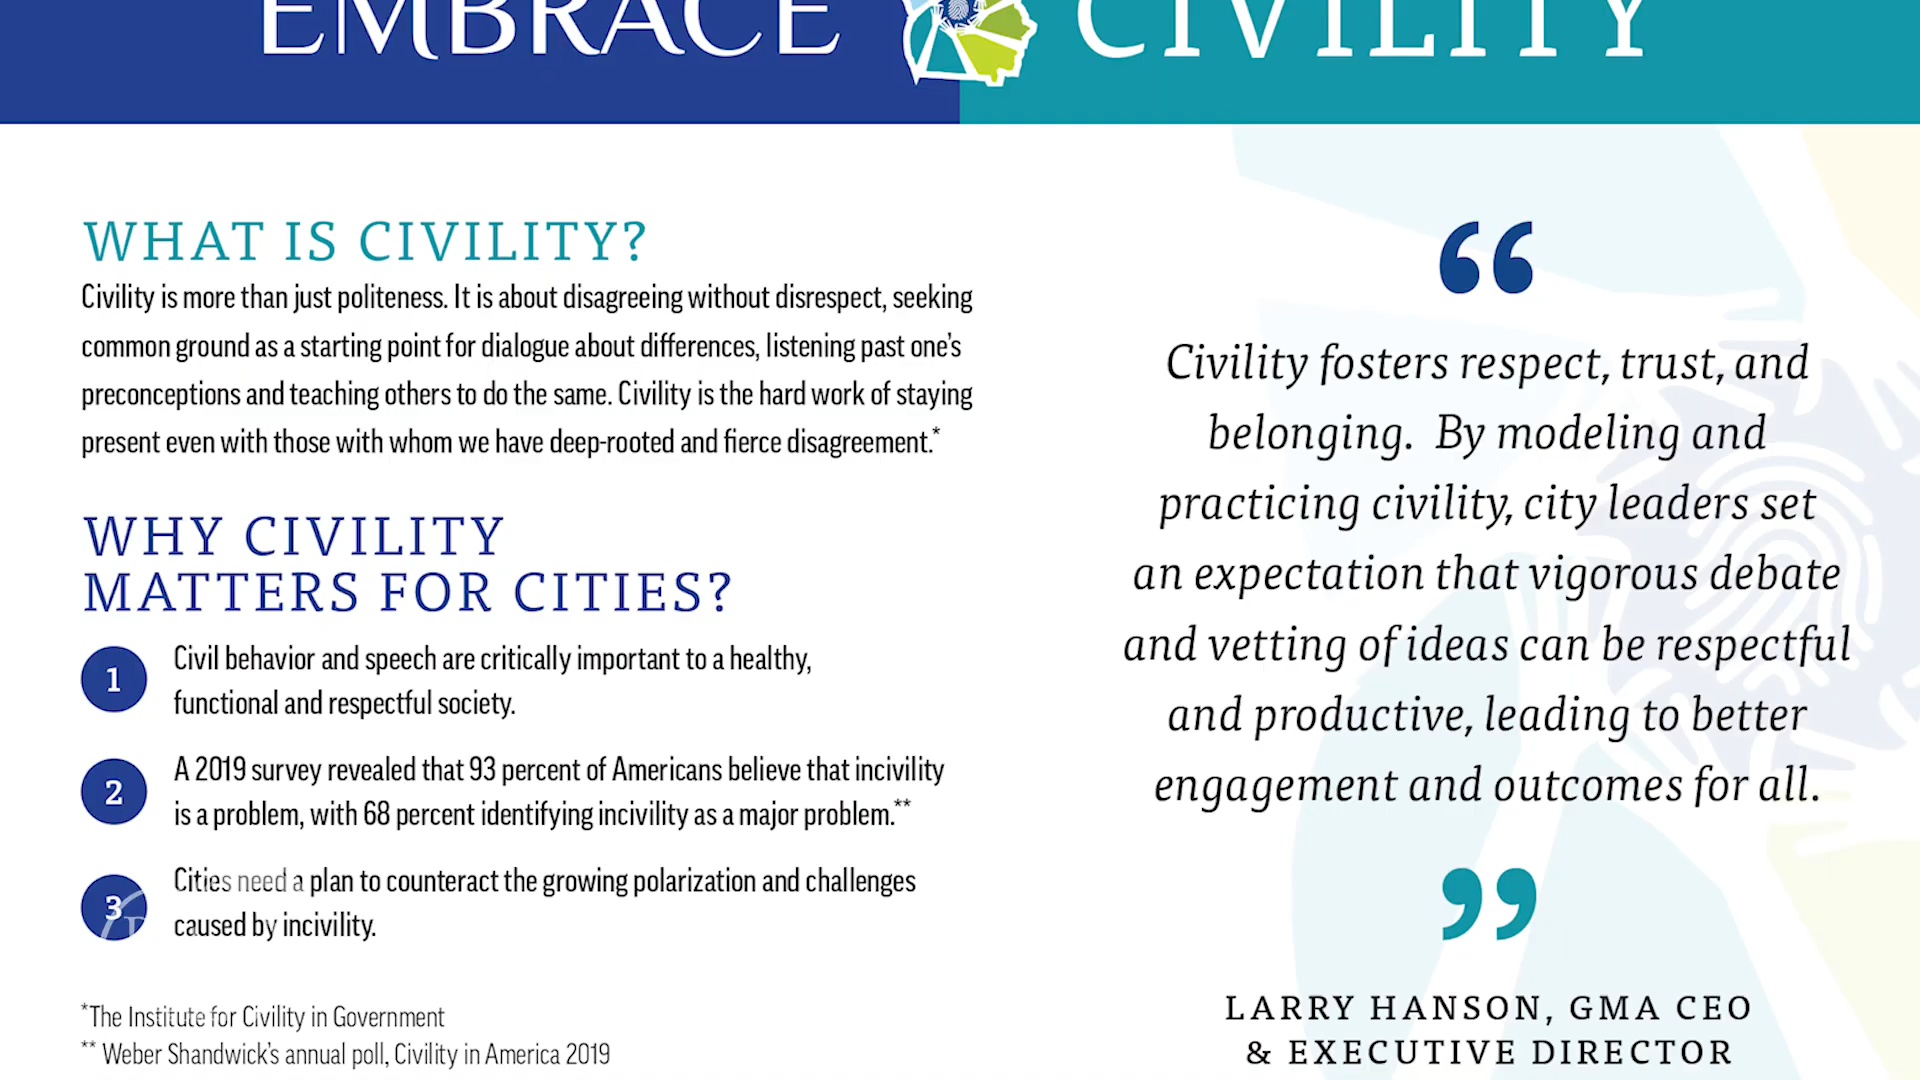 EMBRACE CIVILITY
WHAT IS CIVILITY?
Civility is more than just politeness. It is about disagreeing without disrespect, seeking
common ground as a starting point for dialogue about differences, listening past one's
preconceptions and teaching others to do the same. Civility is the hard work of staying
present even with those with whom we have deep-rooted and fierce disagreement.*
WHY CIVILITY
MATTERS FOR CITIES?
1 Civil behavior and speech are critically important to a healthy,
functional and respectful society.
2 A 2019 survey revealed that 93 percent of Americans believe that incivility
is a problem, with 68 percent identifying incivility as a major problem.**
3 Cities need a plan to counteract the growing polarization and challenges
caused by incivility.
*The Institute for Civility in Government
** Weber Shandwick's annual poll, Civility in America 2019
“
Civility fosters respect, trust, and
belonging. By modeling and
practicing civility, city leaders set
an expectation that vigorous debate
and vetting of ideas can be respectful
and productive, leading to better
engagement and outcomes for all.
”
LARRY HANSON, GMA CEO
& EXECUTIVE DIRECTOR